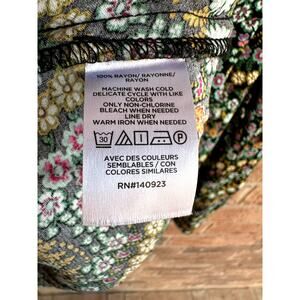 100% RAYON/RAYONNE/
RAYON
MACHINE WASH COLD
DELICATE CYCLE WITH LIKE
COLORS
ONLY NON-CHLORINE
BLEACH WHEN NEEDED
LINE DRY
WARM IRON WHEN NEEDED
30 P
AVEC DES COULEURS
SEMBLABLES / CON
COLORES SIMILARES
RN#140923